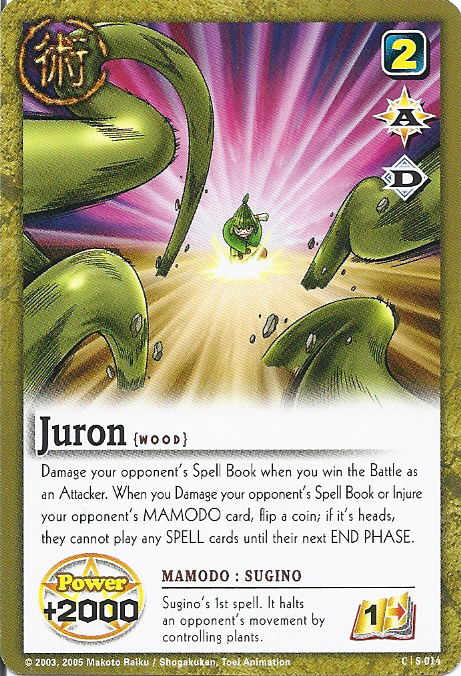 術
2
A
D
Juron {WOOD}
Damage your opponent's Spell Book when you win the Battle as
an Attacker. When you Damage your opponent's Spell Book or Injure
your opponent's MAMODO card, flip a coin; if it's heads,
they cannot play any SPELL cards until their next END PHASE.
Power
+2000
MAMODO : SUGINO
Sugino's 1st spell. It halts
an opponent's movement by
controlling plants.
1
© 2003, 2005 Makoto Raiku / Shogakukan, Toei Animation
C | S-014